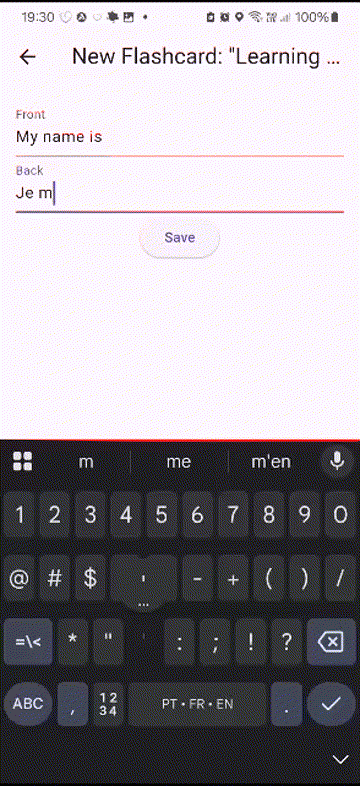 19:30 100%
New Flashcard: "Learning ...
Front
My name is
Back
Je m
Save
m me m'en
1 2 3 4 5 6 7 8 9 0
@ # $ ' - + ( ) /
...
=\< * " ' : ; ! ?
ABC , 12 34 PT • FR • EN .